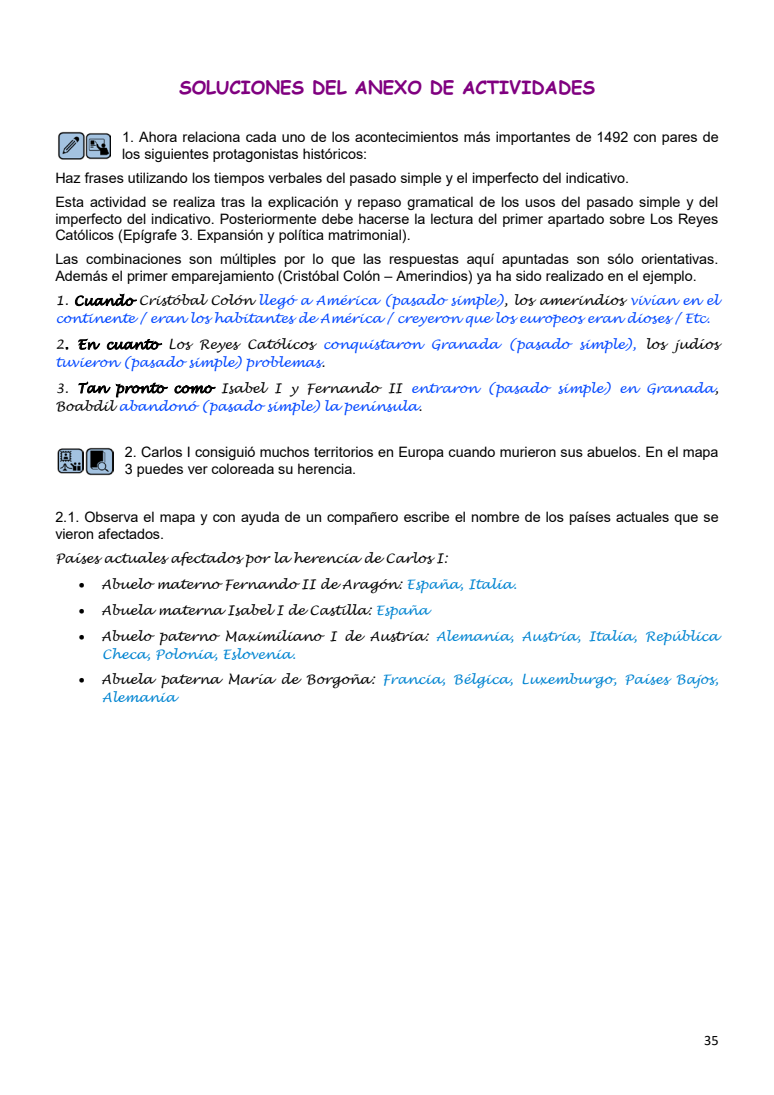 SOLUCIONES DEL ANEXO DE ACTIVIDADES
1. Ahora relaciona cada uno de los acontecimientos más importantes de 1492 con pares de
los siguientes protagonistas históricos:
Haz frases utilizando los tiempos verbales del pasado simple y el imperfecto del indicativo.
Esta actividad se realiza tras la explicación y repaso gramatical de los usos del pasado simple y del
imperfecto del indicativo. Posteriormente debe hacerse la lectura del primer apartado sobre Los Reyes
Católicos (Epígrafe 3. Expansión y política matrimonial).
Las combinaciones son múltiples por lo que las respuestas aquí apuntadas son sólo orientativas.
Además el primer emparejamiento (Cristóbal Colón – Amerindios) ya ha sido realizado en el ejemplo.
1. Cuando Cristóbal Colón llegó a América (pasado simple), los amerindios vivían en el
continente / eran los habitantes de América / creyeron que los europeos eran dioses / Etc.
2. En cuanto Los Reyes Católicos conquistaron Granada (pasado simple), los judíos
tuvieron (pasado simple) problemas.
3. Tan pronto como Isabel I y Fernando II entraron (pasado simple) en Granada,
Boabdil abandonó (pasado simple) la península.
2. Carlos I consiguió muchos territorios en Europa cuando murieron sus abuelos. En el mapa
3 puedes ver coloreada su herencia.
2.1. Observa el mapa y con ayuda de un compañero escribe el nombre de los países actuales que se
vieron afectados.
Países actuales afectados por la herencia de Carlos I:
• Abuelo materno Fernando II de Aragón: España, Italia.
• Abuela materna Isabel I de Castilla: España
• Abuelo paterno Maximiliano I de Austria: Alemania, Austria, Italia, República
Checa, Polonia, Eslovenia.
• Abuela paterna María de Borgoña: Francia, Bélgica, Luxemburgo, Países Bajos,
Alemania
35